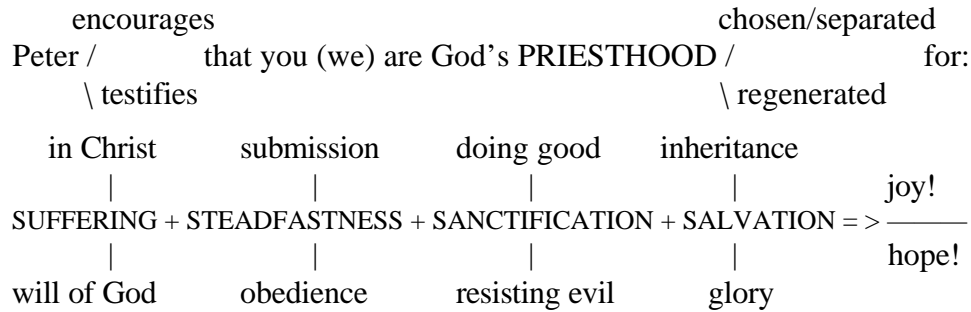 encourages chosen/separated
Peter / that you (we) are God’s PRIESTHOOD / for:
\ testifies \ regenerated
in Christ submission doing good inheritance
| | | | joy!
SUFFERING + STEADFASTNESS + SANCTIFICATION + SALVATION = > ———
| | | | hope!
will of God obedience resisting evil glory